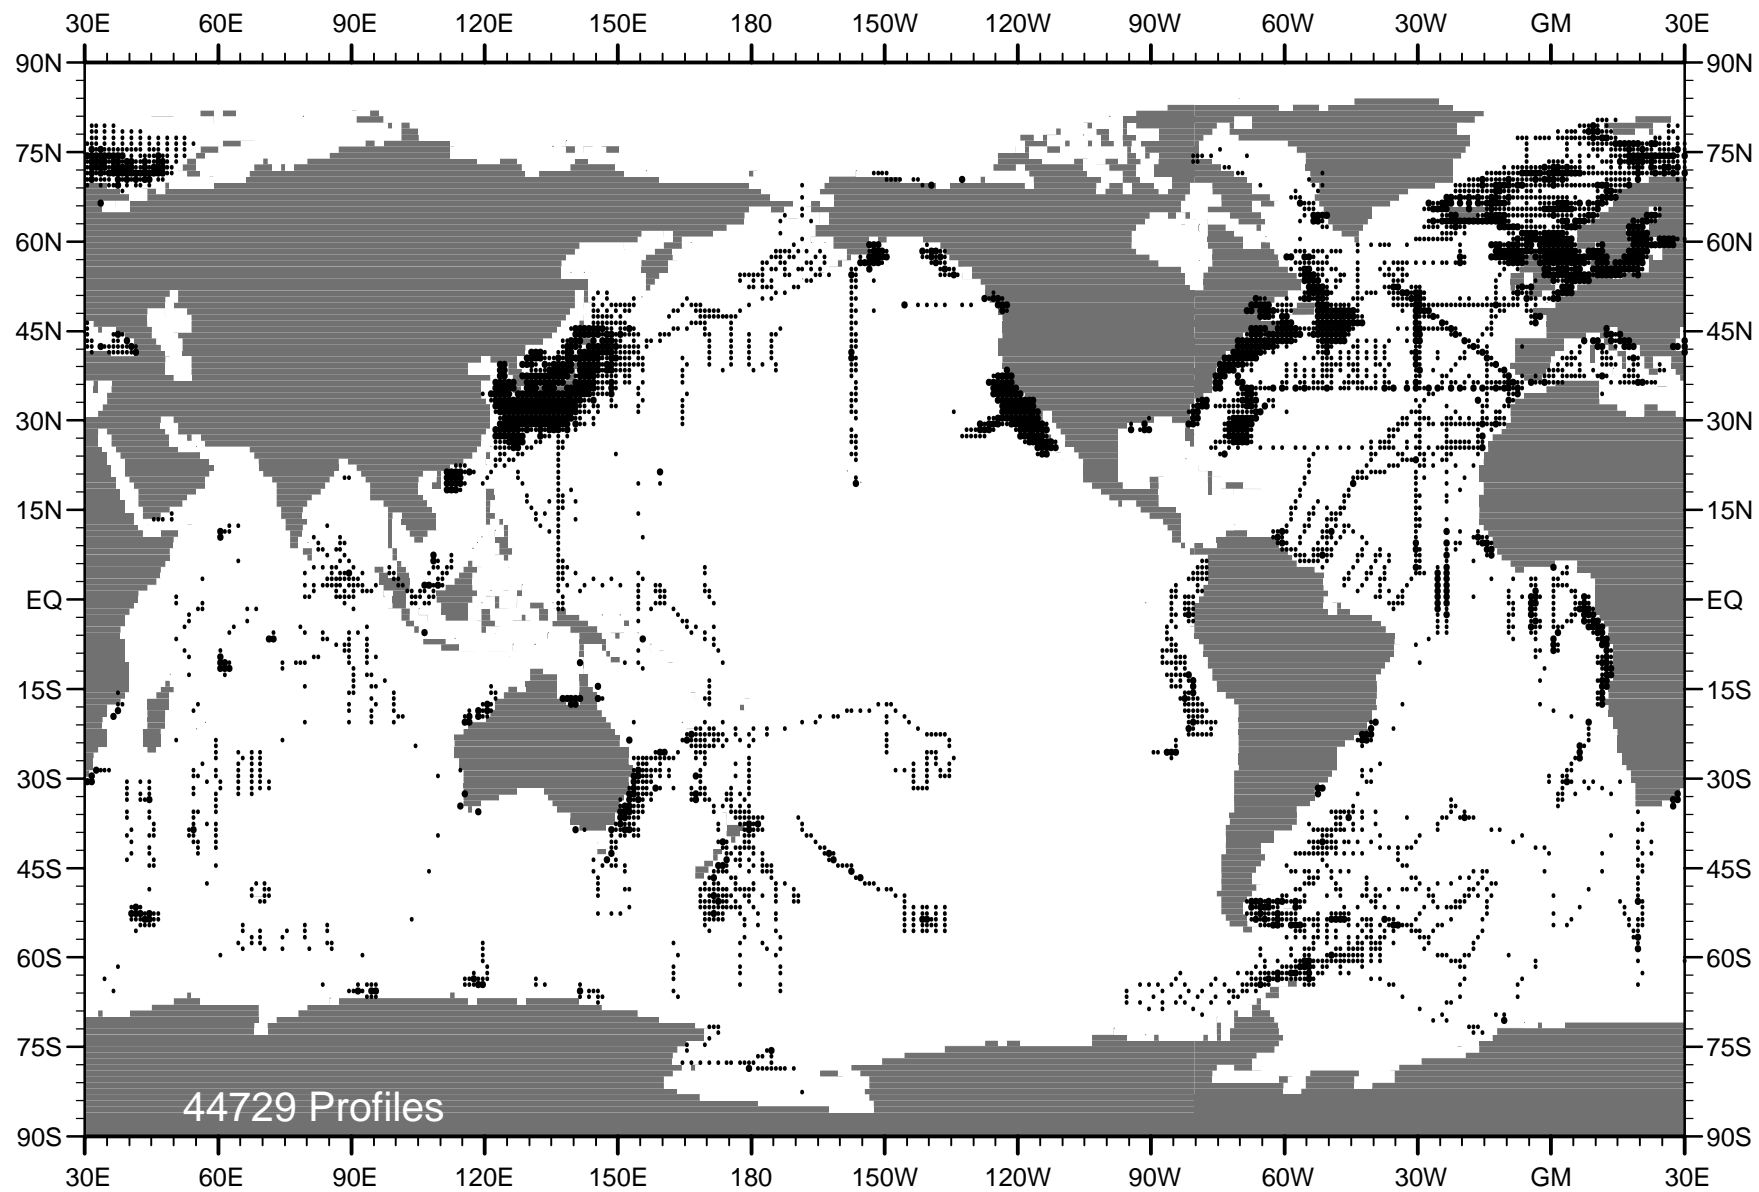 30E 60E 90E 120E 150E 180 150W 120W 90W 60W 30W GM 30E
90N 90N
75N 75N
60N 60N
45N 45N
30N 30N
15N 15N
EQ EQ
15S 15S
30S 30S
45S 45S
60S 60S
75S 75S
44729 Profiles
90S 90S
30E 60E 90E 120E 150E 180 150W 120W 90W 60W 30W GM 30E